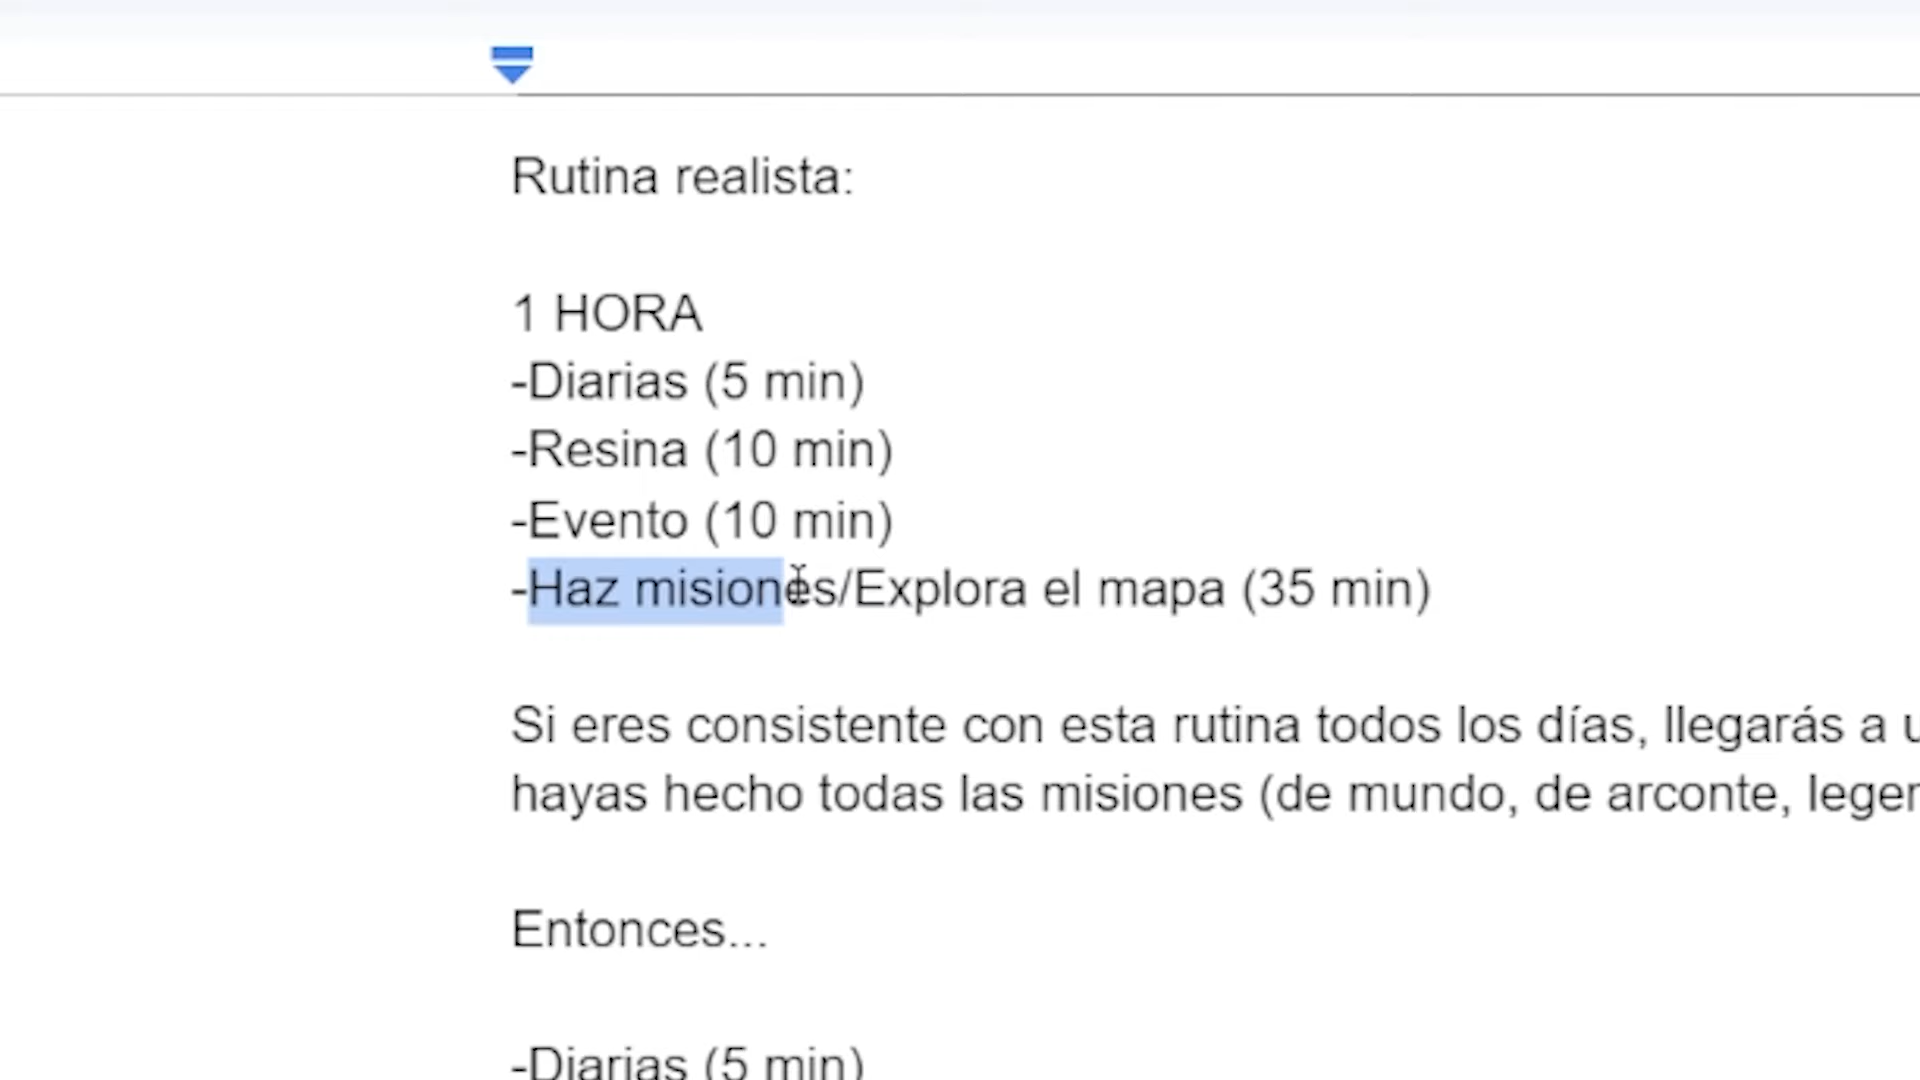 Rutina realista:
1 HORA
-Diarias (5 min)
-Resina (10 min)
-Evento (10 min)
-Haz misiones/Explora el mapa (35 min)
Si eres consistente con esta rutina todos los días, llegarás a
hayas hecho todas las misiones (de mundo, de arconte,
Entonces...
-Diarias (5 min)